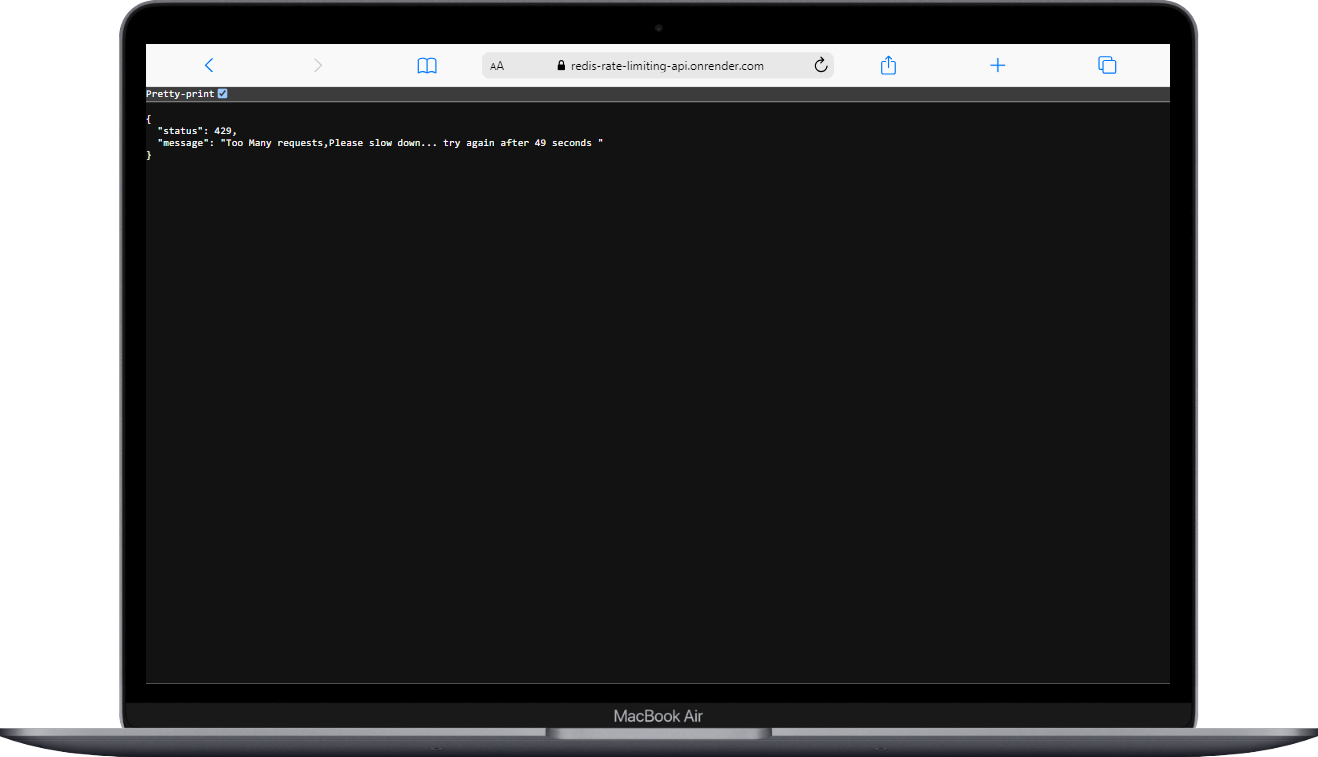 AA redis-rate-limiting-api.onrender.com
Pretty-print
{
"status": 429,
"message": "Too Many requests,Please slow down... try again after 49 seconds "
}
MacBook Air